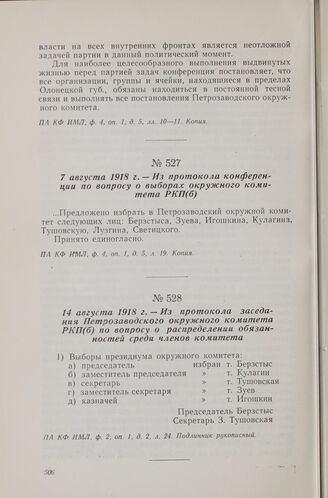 власти на всех внутренних фронтах является неотложной
задачей партии в данный политический момент.
Для наиболее целесообразного выполнения выдвинутых
жизнью перед партией задач конференция постановляет, что
все организации, группы и ячейки, находящиеся в пределах
Олонецкой губ., обязаны находиться в постоянной тесной
связи и выполнять все постановления Петрозаводского окруж-
ного комитета.
ПА КФ ИМЛ, ф. 4, оп. 1, д. 5, лл. 10—11. Копия.
№ 527
7 августа 1918 г. — Из протокола конферен-
ции по вопросу о выборах окружного коми-
тета РКП(б)
...Предложено избрать в Петрозаводский окружной коми-
тет следующих лиц: Берзстыса, Зуева, Игошкина, Кулагина,
Тушовскую, Лузгина, Светицкого.
Принято единогласно.
ПА КФ ИМЛ, ф. 4, оп. 1, д. 5, л. 19. Копия.
№ 528
14 августа 1918 г. — Из протокола заседа-
ния Петрозаводского окружного комитета
РКП(б) по вопросу о распределении обязан-
ностей среди членов комитета
1) Выборы президиума окружного комитета:
а) председатель избран т. Берзстыс
б) заместитель председателя » т. Кулагин
в) секретарь » т. Тушовская
г) заместитель секретаря » т. Зуев
д) казначей » т. Игошкин
Председатель Берзстыс
Секретарь З. Тушовская
ПА КФ ИМЛ, ф. 2, оп. 1, д. 2, л. 24. Подлинник рукописный.
506